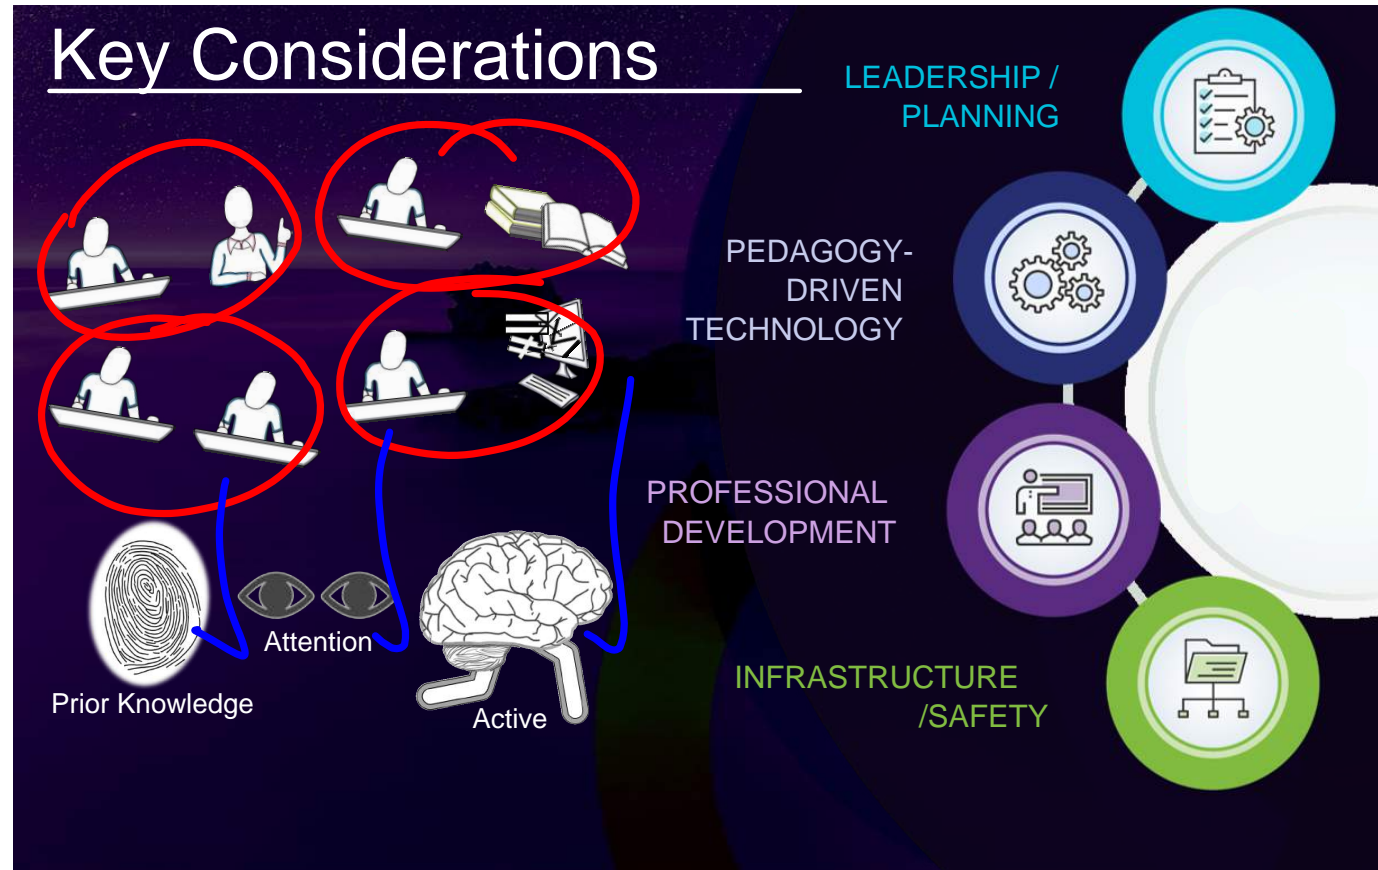 Key Considerations
LEADERSHIP /
PLANNING
PEDAGOGY-
DRIVEN
TECHNOLOGY
PROFESSIONAL
DEVELOPMENT
Attention
Prior Knowledge
Active
INFRASTRUCTURE
/SAFETY